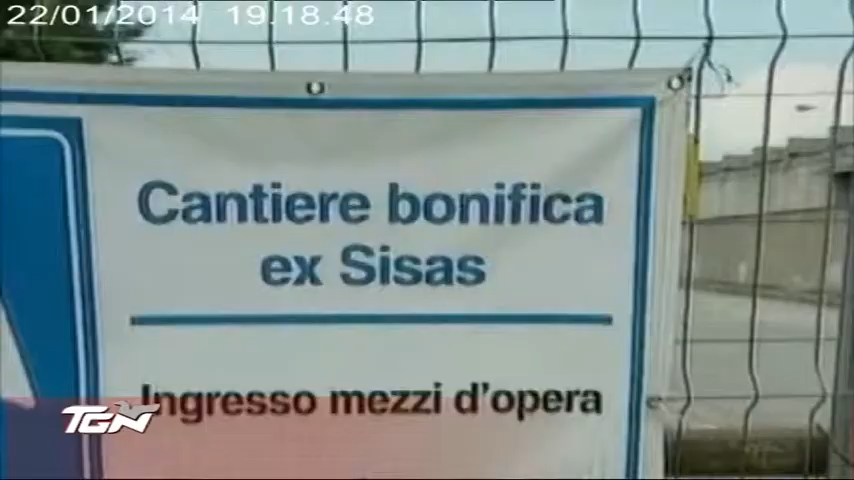 22/01/2014 19.18.48
Cantiere bonifica
ex Sisas
Ingresso mezzi d'opera
TGN